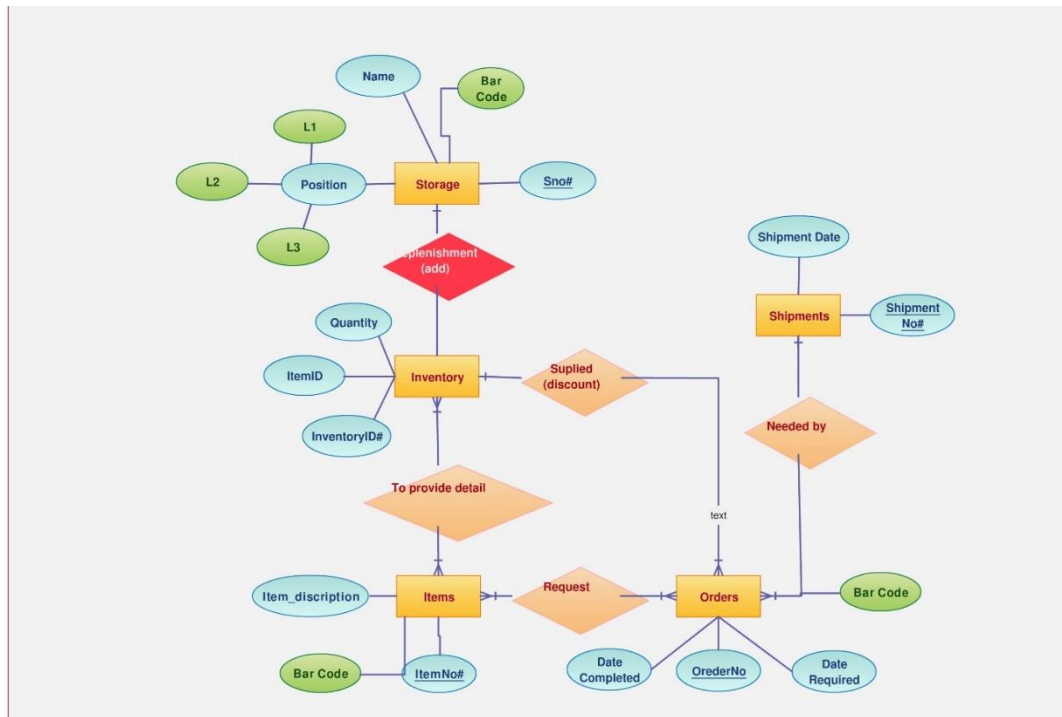 Name
Bar
Code
L1
L2
Position
Storage
Sno#
L3
(add)
Shipment Date
Quantity
Shipments
Shipment
No#
ItemID
Inventory
Suplied
(discount)
InventoryID#
Needed by
To provide detail
text
Item_discription
Items
Request
Orders
Bar Code
Bar Code
ItemNo#
Date
Completed
OrederNo
Date
Required